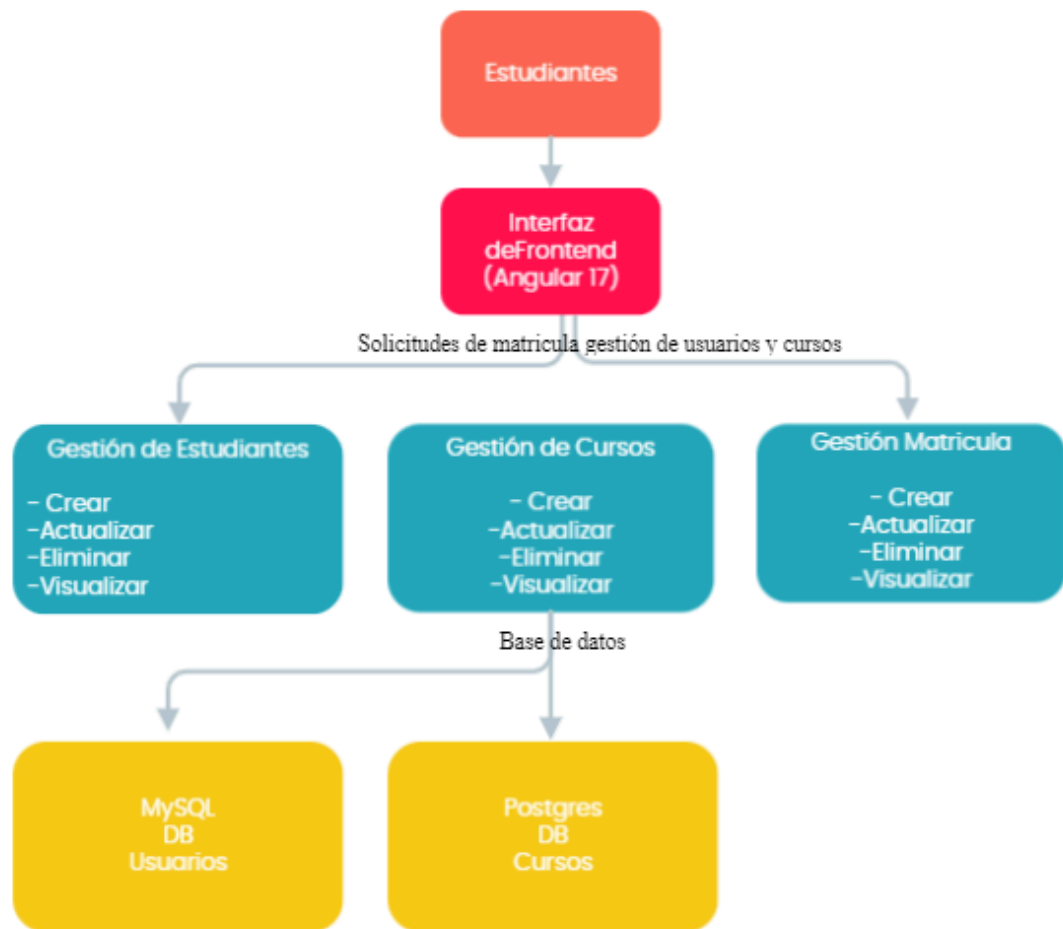 Estudiantes
Interfaz
deFrontend
(Angular 17)
Solicitudes de matricula gestión de usuarios y cursos
Gestión de Estudiantes
- Crear
-Actualizar
-Eliminar
-Visualizar
Gestión de Cursos
- Crear
-Actualizar
-Eliminar
-Visualizar
Gestión Matricula
- Crear
-Actualizar
-Eliminar
-Visualizar
Base de datos
MySQL
DB
Usuarios
Postgres
DB
Cursos